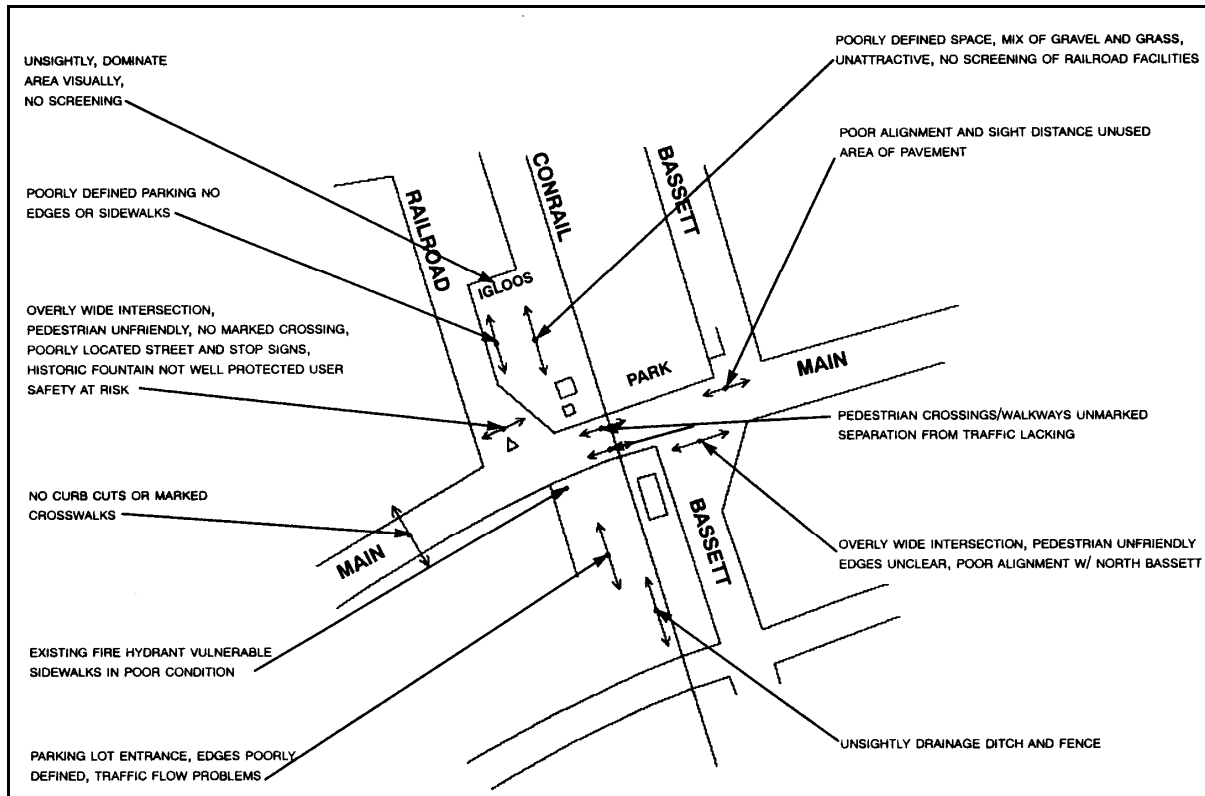 UNSIGHTLY, DOMINATE
AREA VISUALLY,
NO SCREENING
POORLY DEFINED SPACE, MIX OF GRAVEL AND GRASS,
UNATTRACTIVE, NO SCREENING OF RAILROAD FACILITIES
POOR ALIGNMENT AND SIGHT DISTANCE UNUSED
AREA OF PAVEMENT
POORLY DEFINED PARKING NO
EDGES OR SIDEWALKS
RAILROAD
CONRAIL
BASSETT
IGLOOS
OVERLY WIDE INTERSECTION,
PEDESTRIAN UNFRIENDLY, NO MARKED CROSSING,
POORLY LOCATED STREET AND STOP SIGNS,
HISTORIC FOUNTAIN NOT WELL PROTECTED USER
SAFETY AT RISK
PARK
MAIN
PEDESTRIAN CROSSINGS/WALKWAYS UNMARKED
SEPARATION FROM TRAFFIC LACKING
NO CURB CUTS OR MARKED
CROSSWALKS
MAIN
BASSETT
OVERLY WIDE INTERSECTION, PEDESTRIAN UNFRIENDLY
EDGES UNCLEAR, POOR ALIGNMENT W/ NORTH BASSETT
EXISTING FIRE HYDRANT VULNERABLE
SIDEWALKS IN POOR CONDITION
PARKING LOT ENTRANCE, EDGES POORLY
DEFINED, TRAFFIC FLOW PROBLEMS
UNSIGHTLY DRAINAGE DITCH AND FENCE